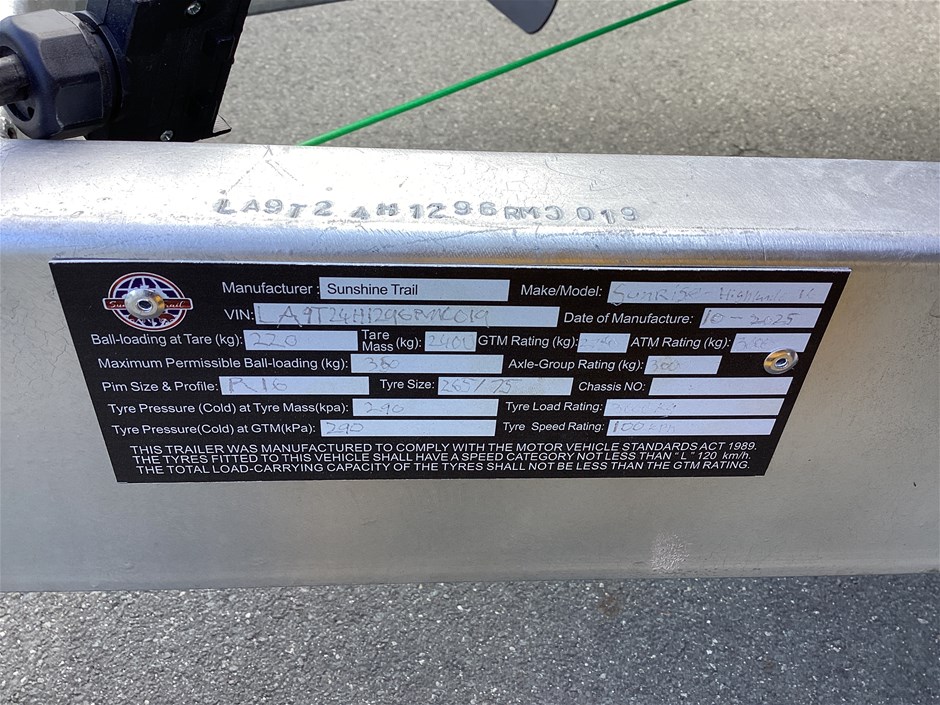 LA9T2AH1296RM3019
Manufacturer: Sunshine Trail Make/Model: Sunrise-
VIN: Date of Manufacture: 10-2025
Ball-loading at Tare (kg): 220 Tare Mass (kg): 2400 GTM Rating (kg): ATM Rating (kg):
Maximum Permissible Ball-loading (kg): 380 Axle-Group Rating (kg):
Pim Size & Profile: R16 Tyre Size: 265/75 Chassis NO:
Tyre Pressure (Cold) at Tyre Mass(kpa): 290 Tyre Load Rating:
Tyre Pressure(Cold) at GTM(kPa): 290 Tyre Speed Rating: 100
THIS TRAILER WAS MANUFACTURED TO COMPLY WITH THE MOTOR VEHICLE STANDARDS ACT 1989.
THE TYRES FITTED TO THIS VEHICLE SHALL HAVE A SPEED CATEGORY NOT LESS THAN "L" 120 km/h.
THE TOTAL LOAD-CARRYING CAPACITY OF THE TYRES SHALL NOT BE LESS THAN THE GTM RATING.